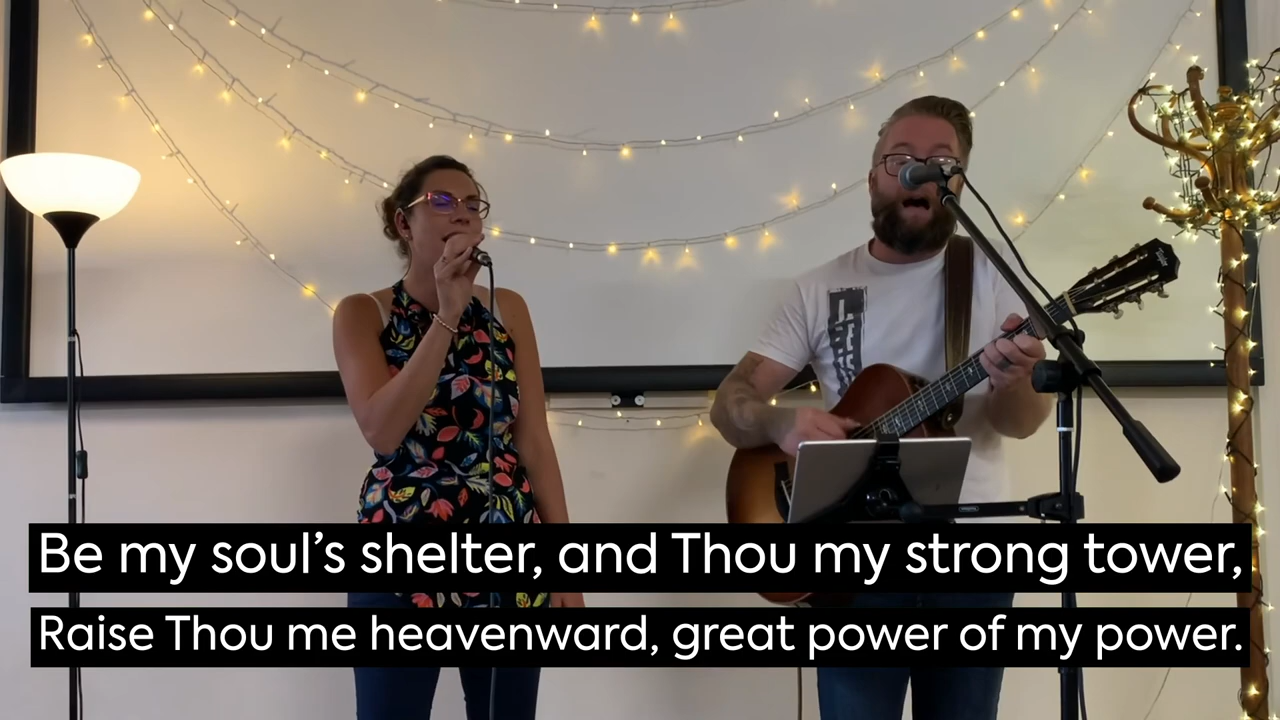 Be my soul’s shelter, and Thou my strong tower,
Raise Thou me heavenward, great power of my power.